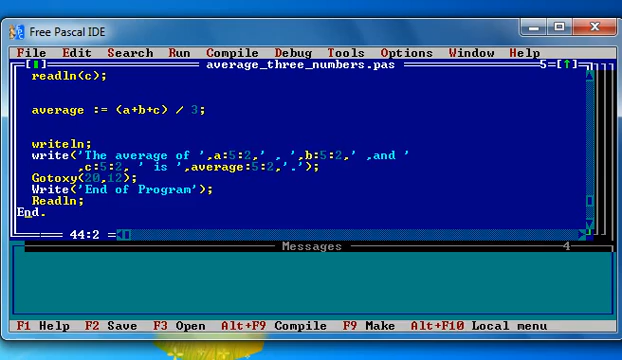 Free Pascal IDE
File Edit Search Run Compile Debug Tools Options Window Help
average_three_numbers.pas 5=[↑]
readln(c);
average := (a+b+c) / 3;
writeln;
write('The average of ',a:5:2,' , ',b:5:2,' ,and '
,c:5:2, ' is ',average:5:2,'.');
Gotoxy(20,12);
Write('End of Program');
Readln;
End.
44:2
Messages 4
F1 Help F2 Save F3 Open Alt+F9 Compile F9 Make Alt+F10 Local menu